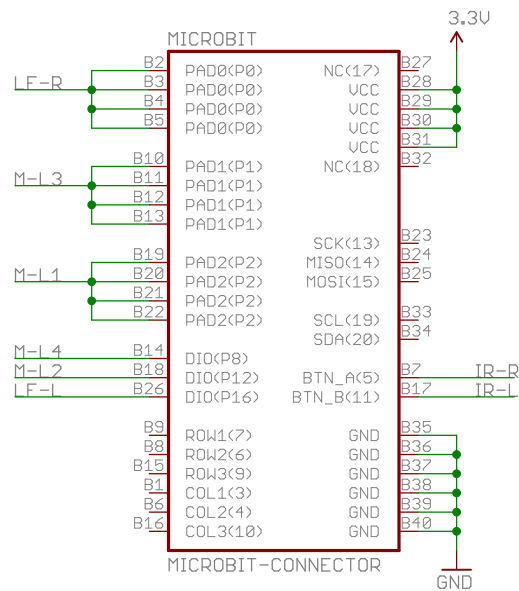 3.3V
MICROBIT
B2 PAD0(P0) NC(17) B27
LF-R B3 PAD0(P0) VCC B28
B4 PAD0(P0) VCC B29
B5 PAD0(P0) VCC B30
VCC B31
B10 PAD1(P1) NC(18) B32
M-L3 B11 PAD1(P1)
B12 PAD1(P1)
B13 PAD1(P1)
SCK(13) B23
B19 PAD2(P2) MISO(14) B24
M-L1 B20 PAD2(P2) MOSI(15) B25
B21 PAD2(P2)
B22 PAD2(P2) SCL(19) B33
SDA(20) B34
M-L4 B14 DIO(P8)
M-L2 B18 DIO(P12) BTN_A(5) B7 IR-R
LF-L B26 DIO(P16) BTN_B(11) B17 IR-L
B9 ROW1(7) GND B35
B8 ROW2(6) GND B36
B15 ROW3(9) GND B37
B1 COL1(3) GND B38
B6 COL2(4) GND B39
B16 COL3(10) GND B40
MICROBIT-CONNECTOR
GND